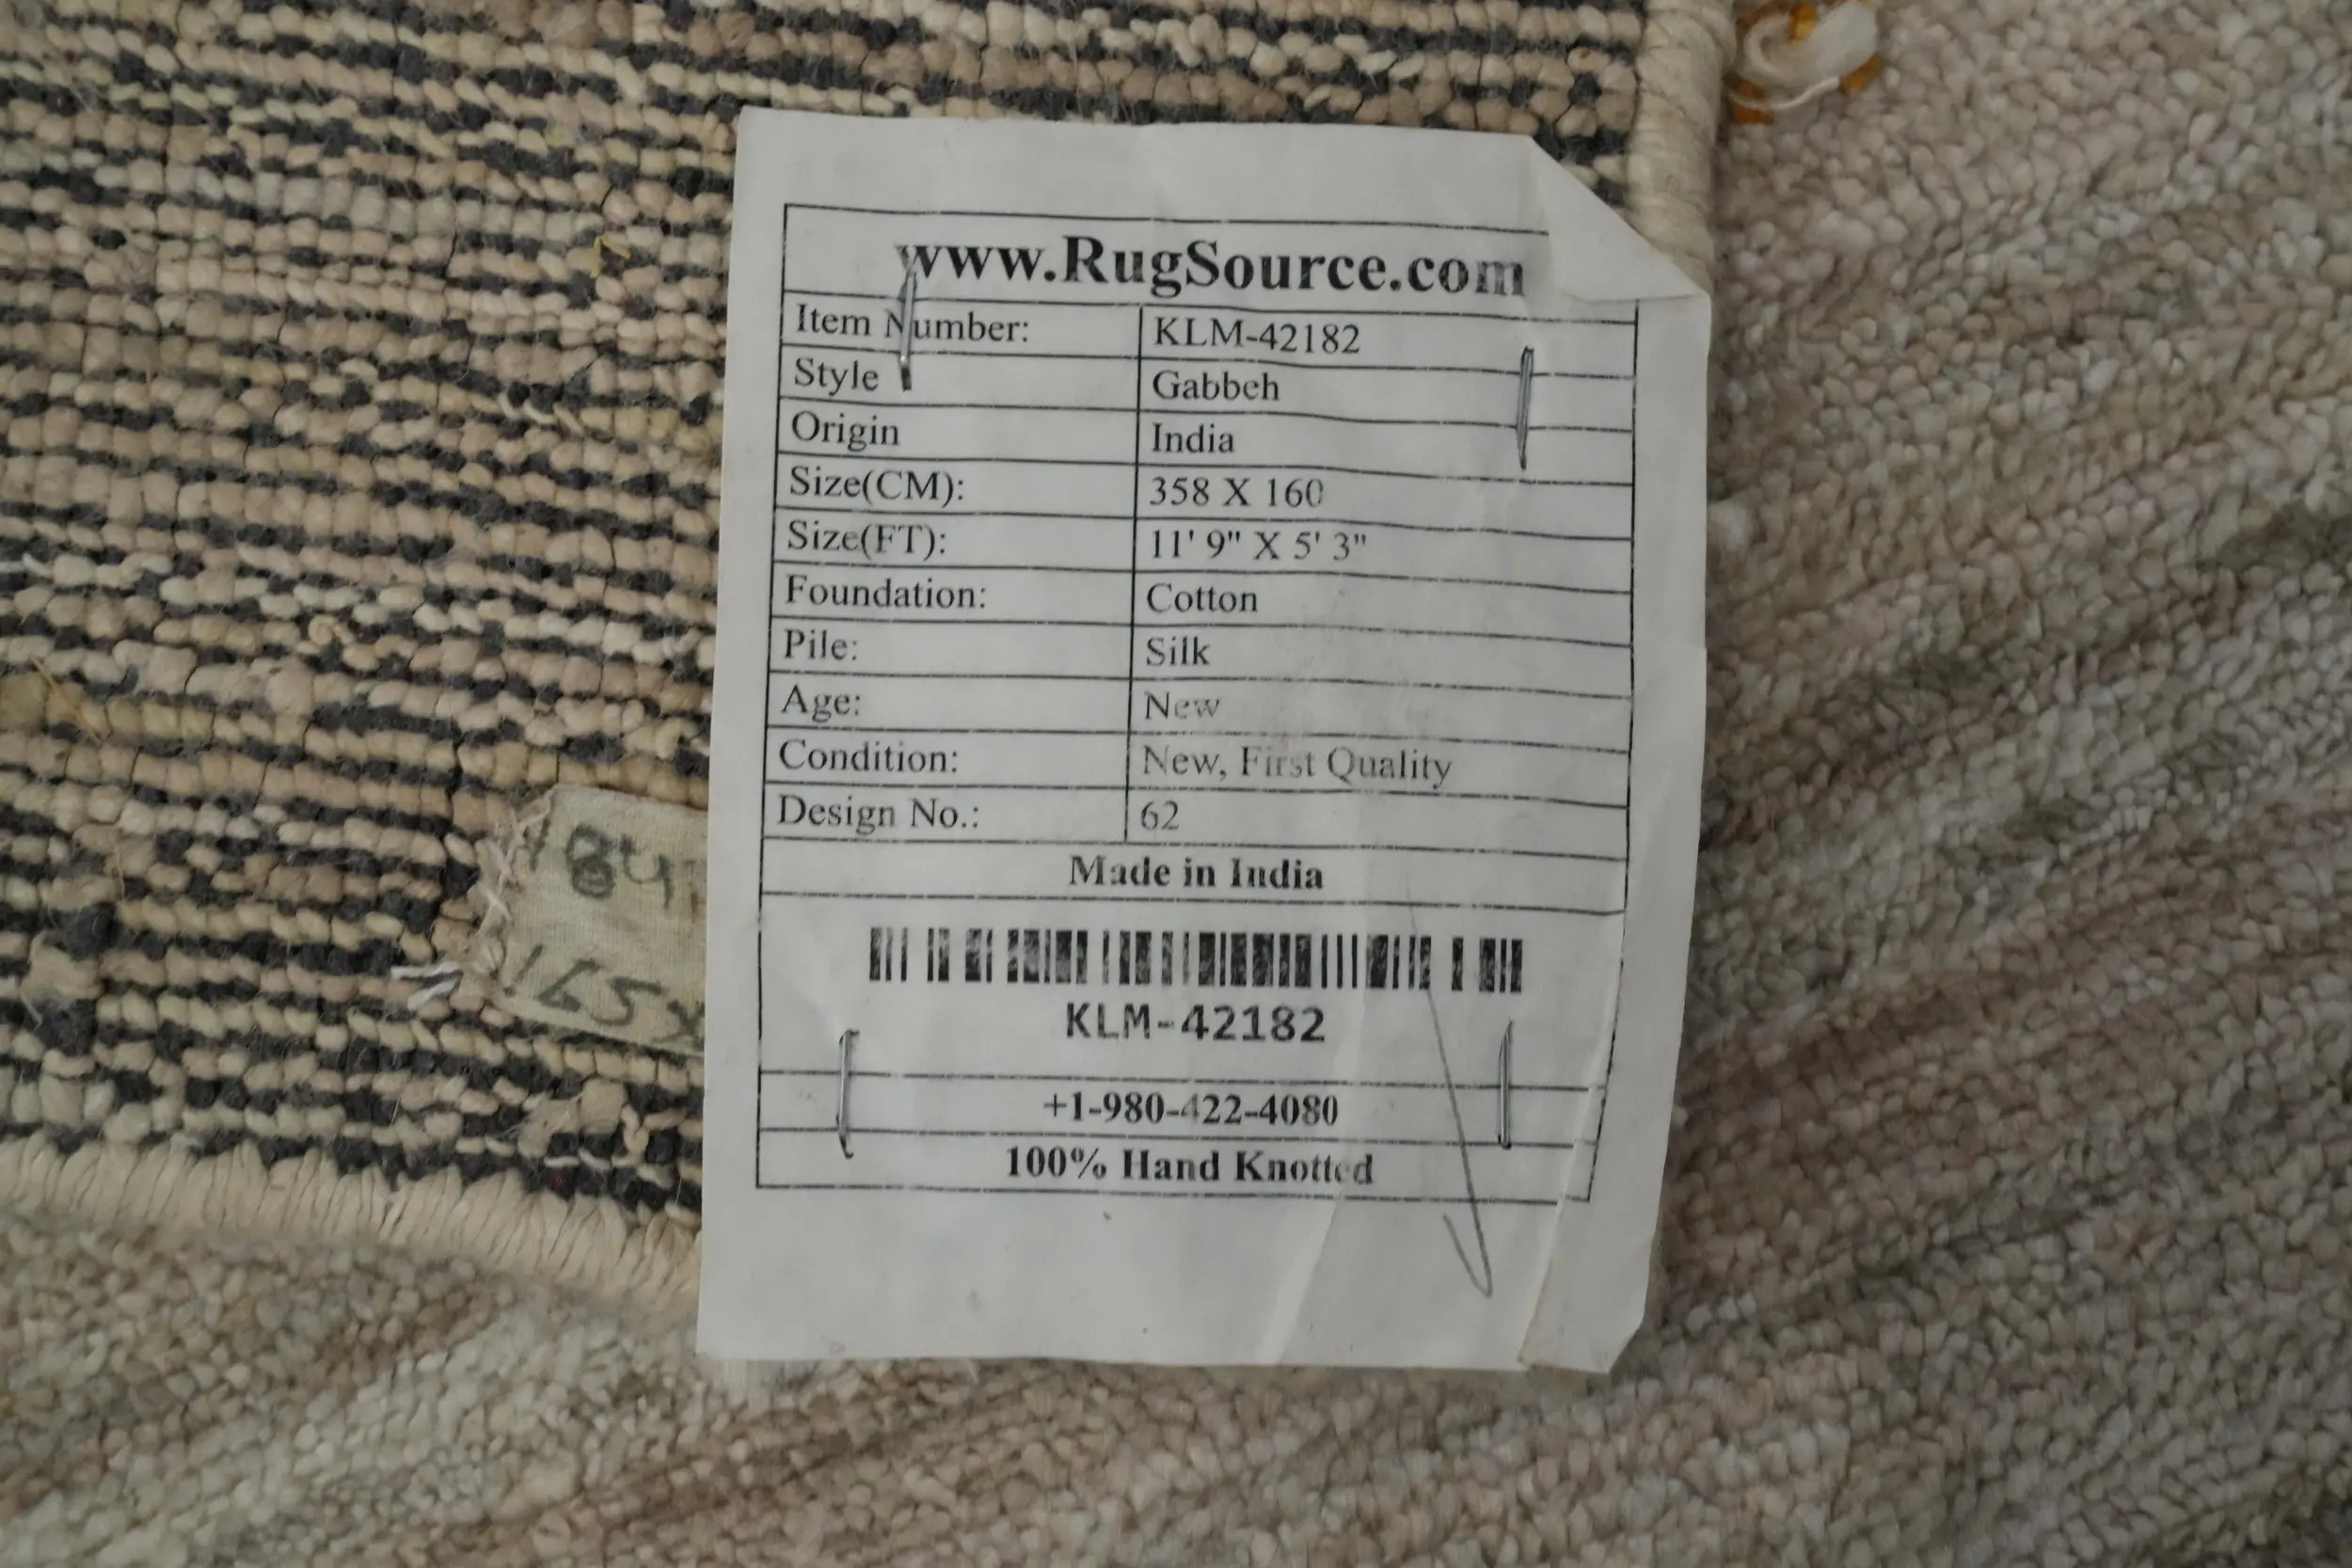 www.RugSource.com
Item Number: KLM-42182
Style Gabbeh
Origin India
Size(CM): 358 X 160
Size(FT): 11' 9" X 5' 3"
Foundation: Cotton
Pile: Silk
Age: New
Condition: New, First Quality
Design No.: 62
Made in India
KLM-42182
+1-980-422-4080
100% Hand Knotted
165x